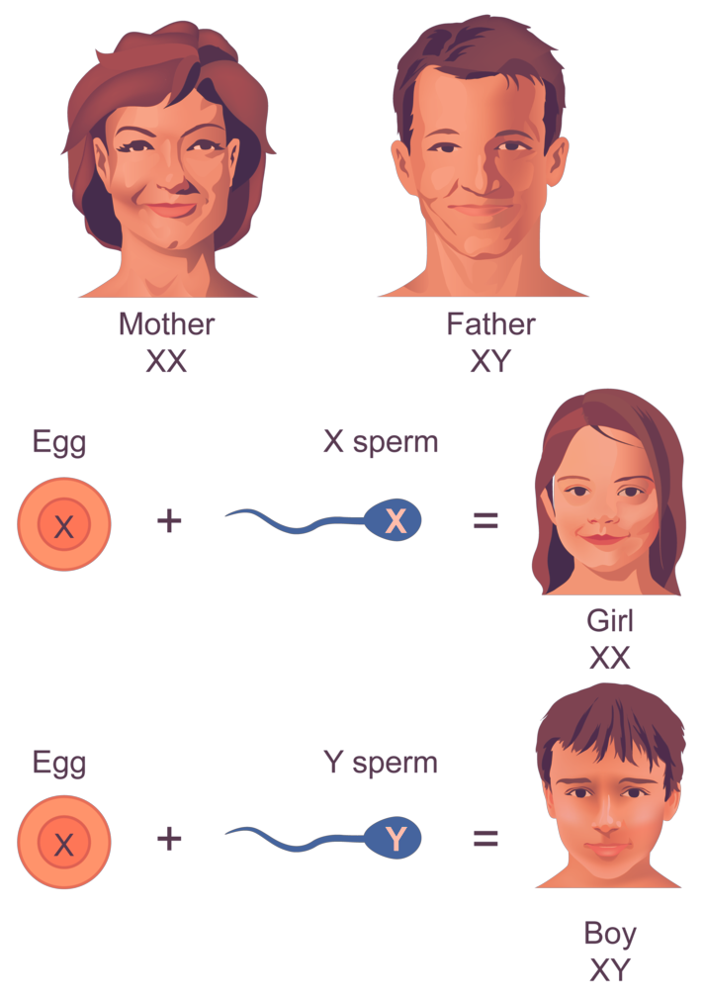 Mother
XX
Father
XY
Egg
X sperm
X
+
X
=
Girl
XX
Egg
Y sperm
X
+
Y
=
Boy
XY